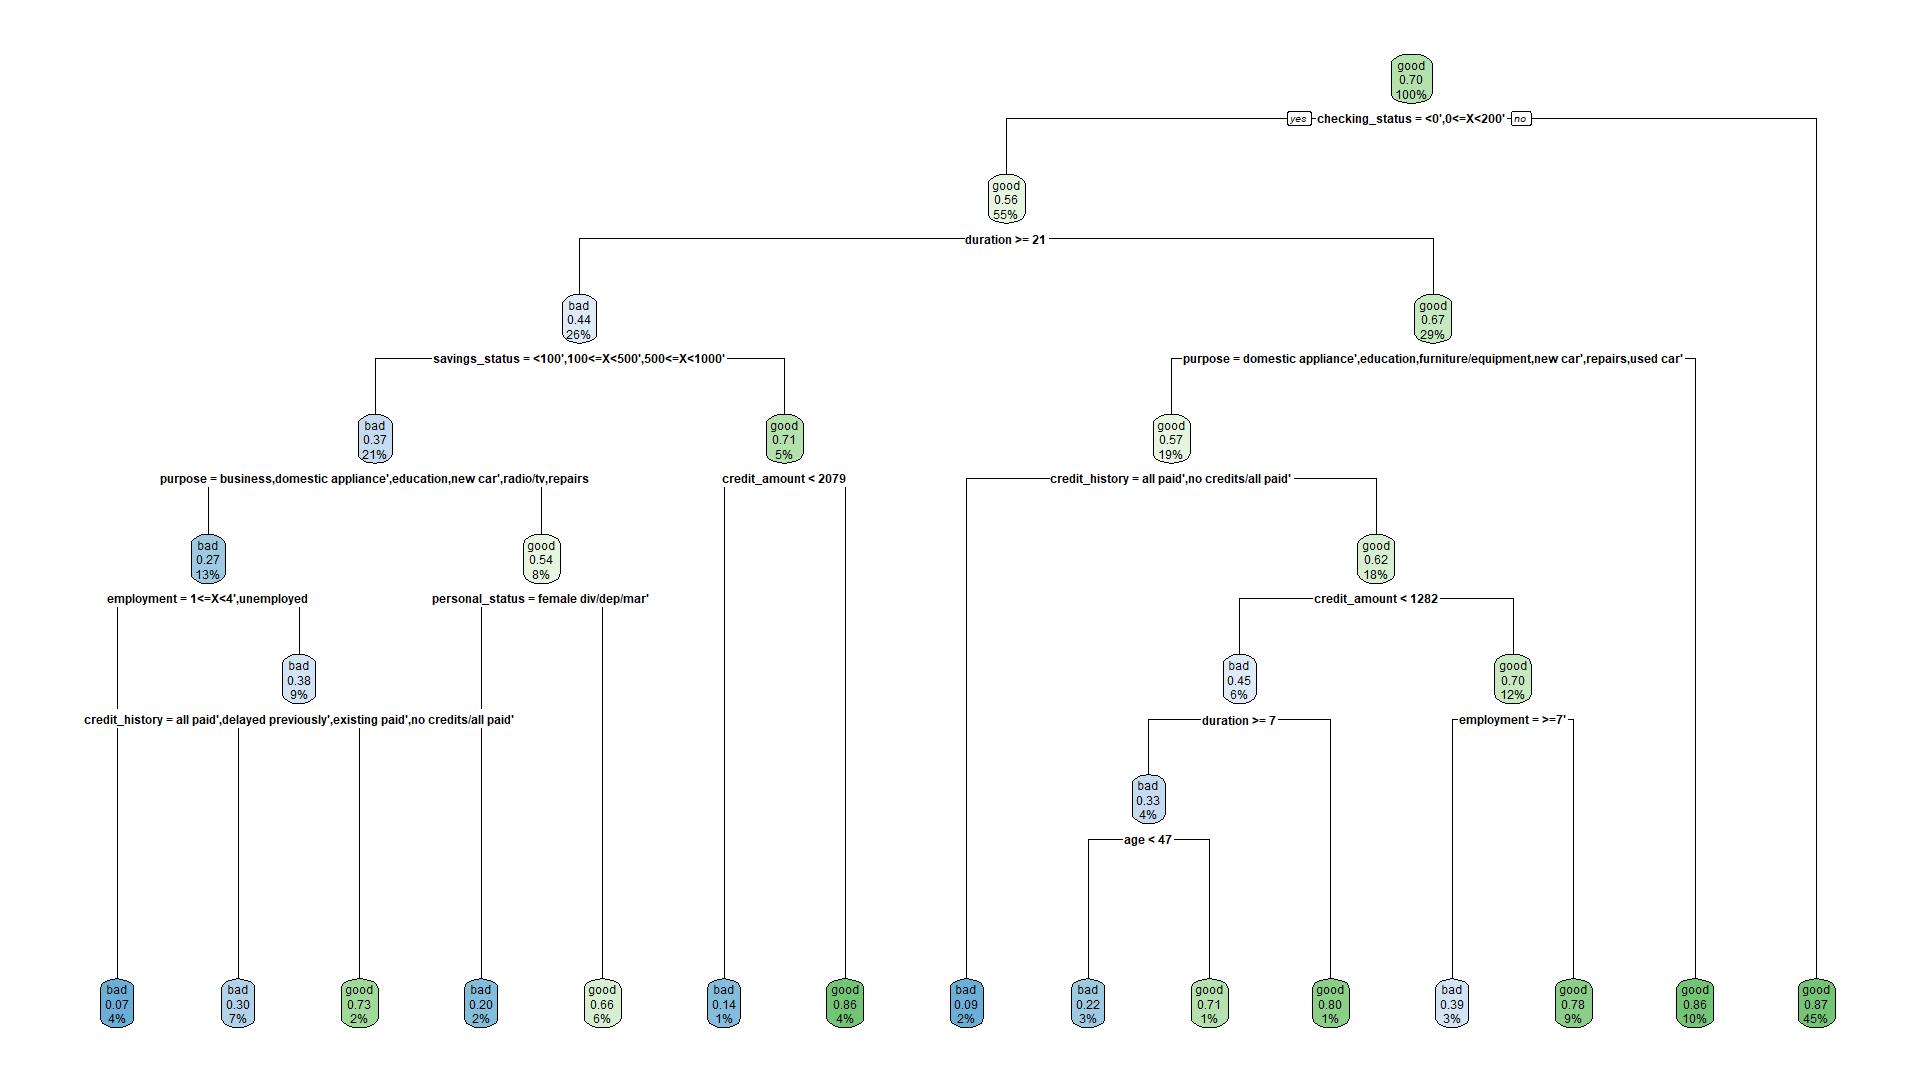 good
0.70
100%
yes checking_status = <0',0<=X<200' no
good
0.56
55%
duration >= 21
bad
0.44
26%
good
0.67
29%
savings_status = <100',100<=X<500',500<=X<1000'
purpose = domestic appliance',education,furniture/equipment,new car',repairs,used car'
bad
0.37
21%
good
0.71
5%
good
0.57
19%
purpose = business,domestic appliance',education,new car',radio/tv,repairs
credit_amount < 2079
credit_history = all paid',no credits/all paid'
bad
0.27
13%
good
0.54
8%
good
0.62
18%
employment = 1<=X<4',unemployed
personal_status = female div/dep/mar'
credit_amount < 1282
bad
0.38
9%
bad
0.45
6%
good
0.70
12%
credit_history = all paid',delayed previously',existing paid',no credits/all paid'
duration >= 7
employment = >=7'
bad
0.33
4%
age < 47
bad
0.07
4%
bad
0.30
7%
good
0.73
2%
bad
0.20
2%
good
0.66
6%
bad
0.14
1%
good
0.86
4%
bad
0.09
2%
bad
0.22
3%
good
0.71
1%
good
0.80
1%
bad
0.39
3%
good
0.78
9%
good
0.86
10%
good
0.87
45%